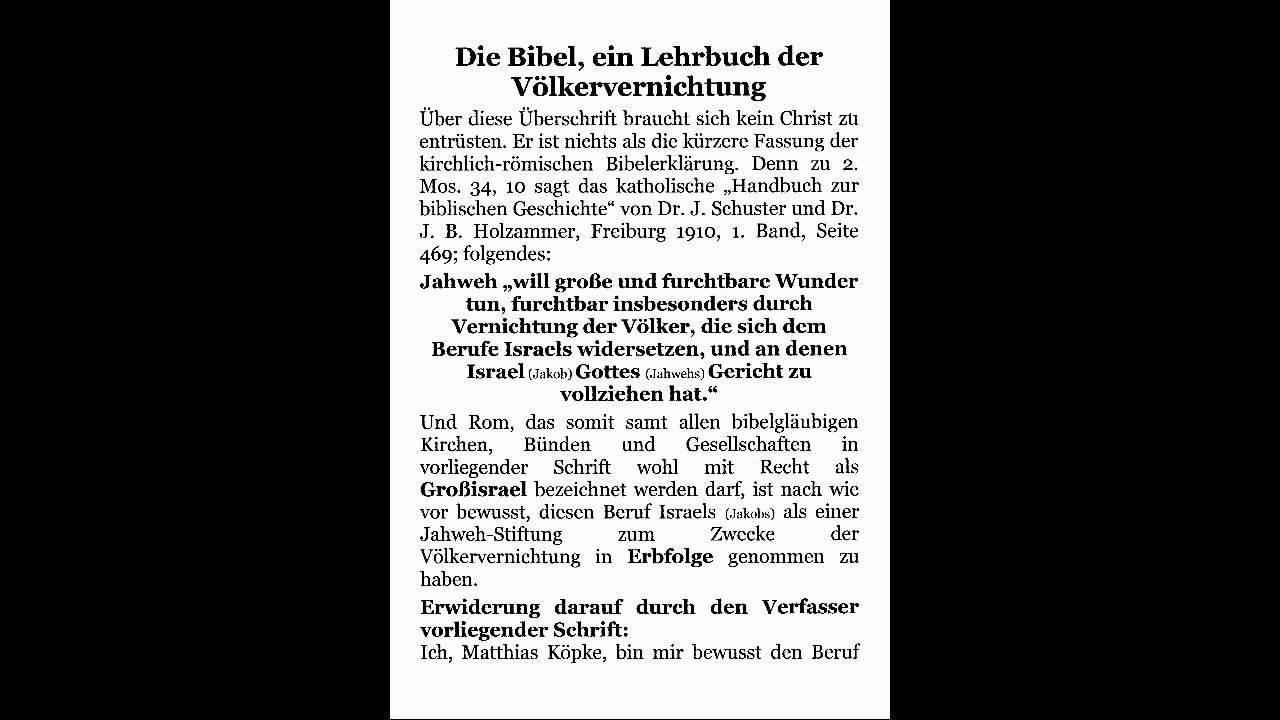 Die Bibel, ein Lehrbuch der
Völkervernichtung
Über diese Überschrift braucht sich kein Christ zu
entrüsten. Er ist nichts als die kürzere Fassung der
kirchlich-römischen Bibelerklärung. Denn zu 2.
Mos. 34, 10 sagt das katholische „Handbuch zur
biblischen Geschichte“ von Dr. J. Schuster und Dr.
J. B. Holzammer, Freiburg 1910, 1. Band, Seite
469; folgendes:
Jahweh „will große und furchtbare Wunder
tun, furchtbar insbesonders durch
Vernichtung der Völker, die sich dem
Berufe Israels widersetzen, und an denen
Israel (Jakob) Gottes (Jahwehs) Gericht zu
vollziehen hat.“
Und Rom, das somit samt allen bibelgläubigen
Kirchen, Bünden und Gesellschaften in
vorliegender Schrift wohl mit Recht als
Großisrael bezeichnet werden darf, ist nach wie
vor bewusst, diesen Beruf Israels (Jakobs) als einer
Jahweh-Stiftung zum Zwecke der
Völkervernichtung in Erbfolge genommen zu
haben.
Erwiderung darauf durch den Verfasser
vorliegender Schrift:
Ich, Matthias Köpke, bin mir bewusst den Beruf